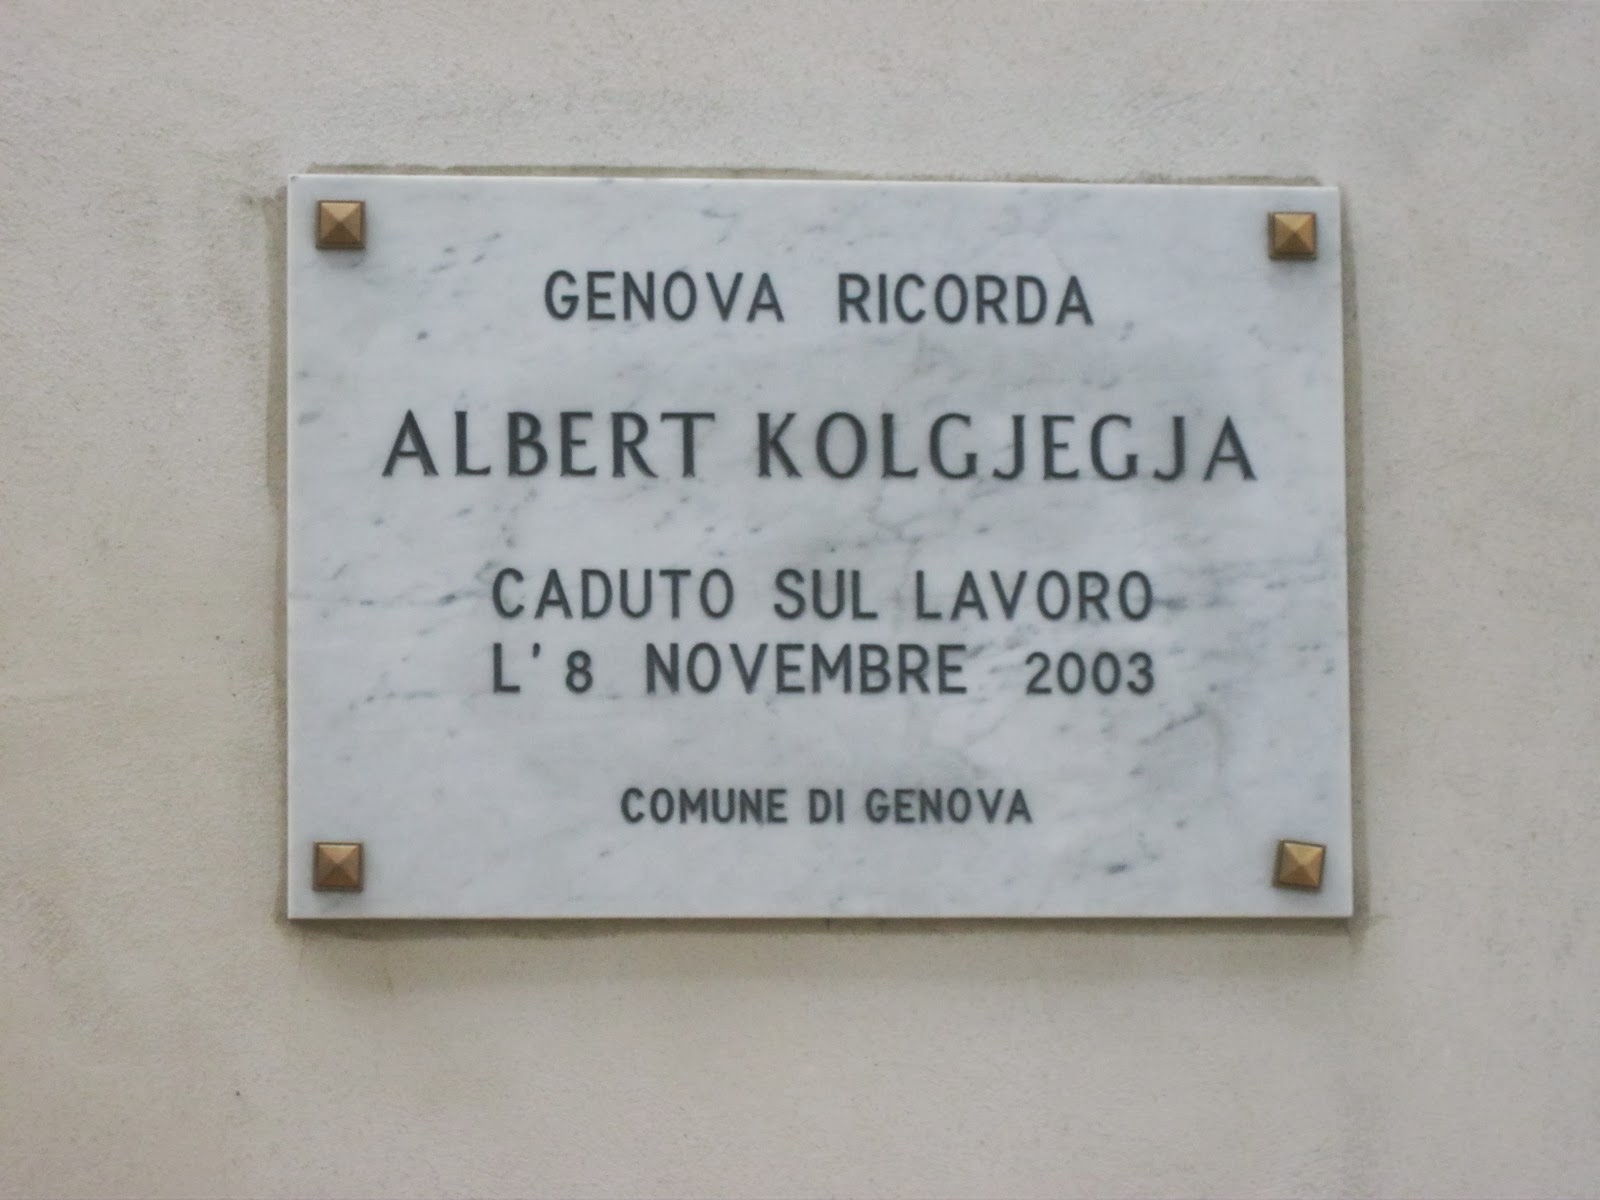 GENOVA RICORDA
ALBERT KOLGJEGJA
CADUTO SUL LAVORO
L'8 NOVEMBRE 2003
COMUNE DI GENOVA